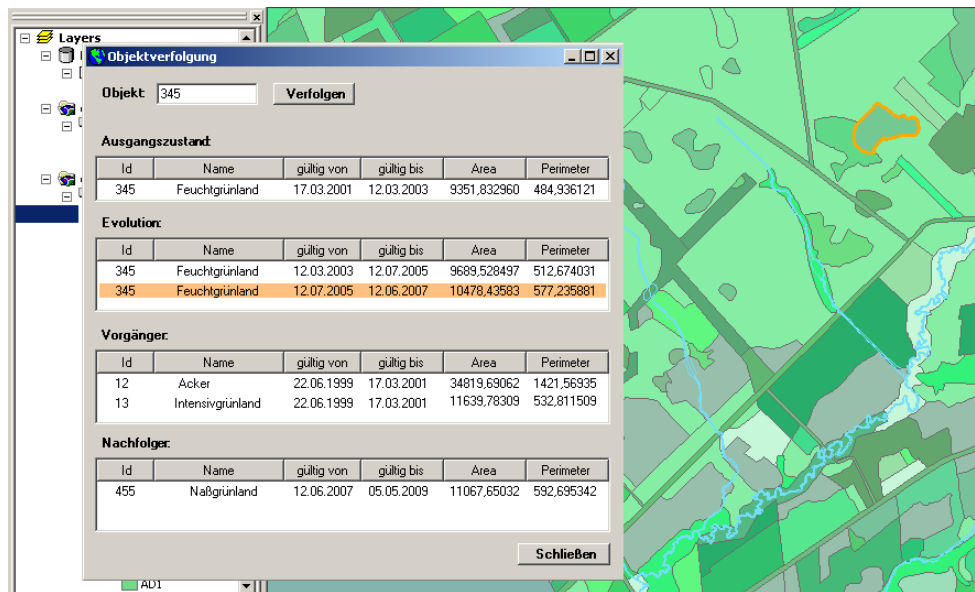 Layers
Objektverfolgung
Objekt: 345 Verfolgen
Ausgangszustand:
Id Name gültig von gültig bis Area Perimeter
345 Feuchtgrünland 17.03.2001 12.03.2003 9351,832960 484,936121
Evolution:
Id Name gültig von gültig bis Area Perimeter
345 Feuchtgrünland 12.03.2003 12.07.2005 9689,528497 512,674031
345 Feuchtgrünland 12.07.2005 12.06.2007 10478,43583 577,235881
Vorgänger:
Id Name gültig von gültig bis Area Perimeter
12 Acker 22.06.1999 17.03.2001 34819,69062 1421,56935
13 Intensivgrünland 22.06.1999 17.03.2001 11639,78309 532,811509
Nachfolger:
Id Name gültig von gültig bis Area Perimeter
455 Naßgrünland 12.06.2007 05.05.2009 11067,65032 592,695342
Schließen
AD1